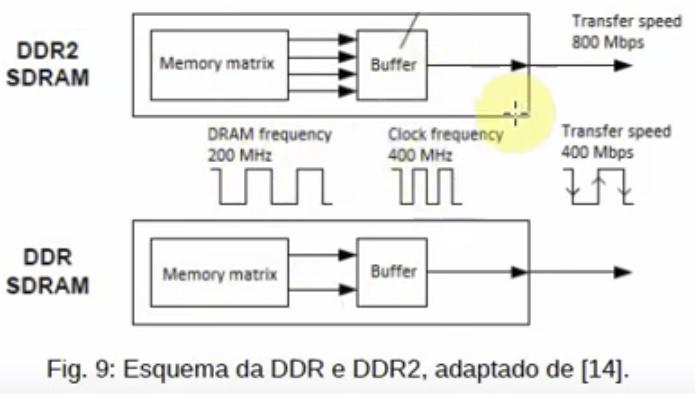 DDR2
SDRAM
Memory matrix
Buffer
Transfer speed
800 Mbps
DRAM frequency
200 MHz
Clock frequency
400 MHz
Transfer speed
400 Mbps
DDR
SDRAM
Memory matrix
Buffer
Fig. 9: Esquema da DDR e DDR2, adaptado de [14].